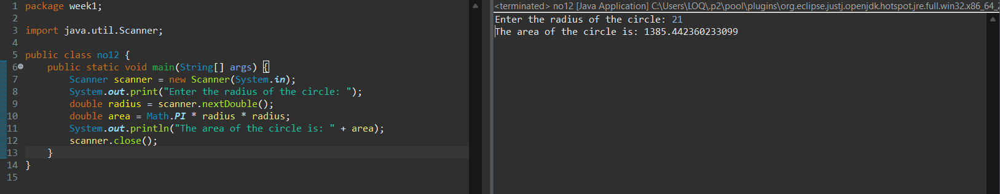 1 package week1;
2
3 import java.util.Scanner;
4
5 public class no12 {
6 public static void main(String[] args) {
7 Scanner scanner = new Scanner(System.in);
8 System.out.print("Enter the radius of the circle: ");
9 double radius = scanner.nextDouble();
10 double area = Math.PI * radius * radius;
11 System.out.println("The area of the circle is: " + area);
12 scanner.close();
13 }
14 }
15
<terminated> no12 [Java Application] C:\Users\LOQ\.p2\pool\plugins\org.eclipse.justj.openjdk.hotspot.jre.full.win32.x86_64_2
Enter the radius of the circle: 21
The area of the circle is: 1385.442360233099